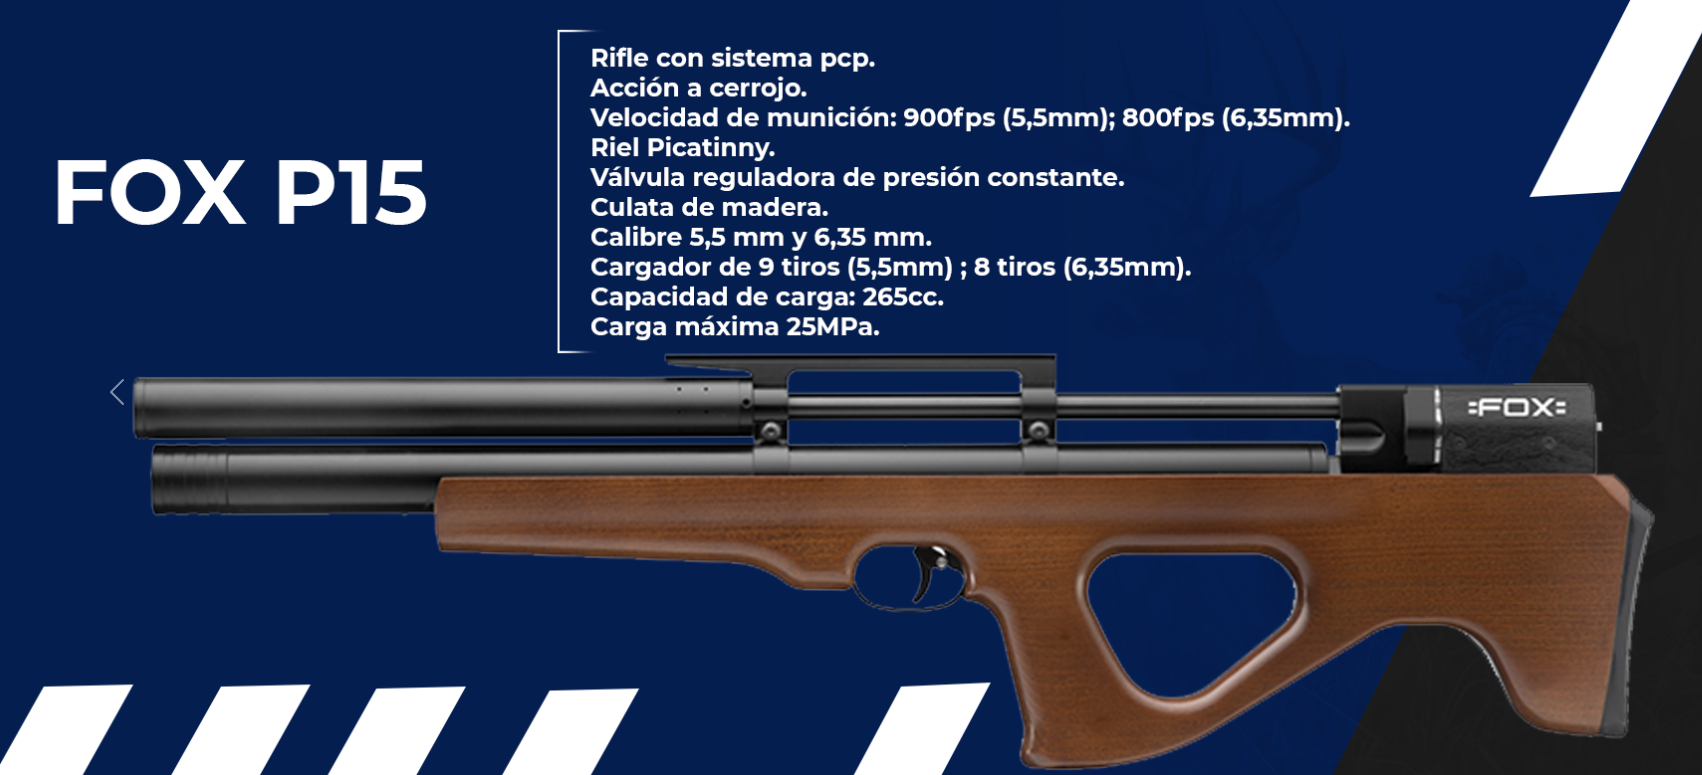 Rifle con sistema pcp.
Acción a cerrojo.
Velocidad de munición: 900fps (5,5mm); 800fps (6,35mm).
Riel Picatinny.
Válvula reguladora de presión constante.
Culata de madera.
Calibre 5,5 mm y 6,35 mm.
Cargador de 9 tiros (5,5mm) ; 8 tiros (6,35mm).
Capacidad de carga: 265cc.
Carga máxima 25MPa.
FOX P15
FOX